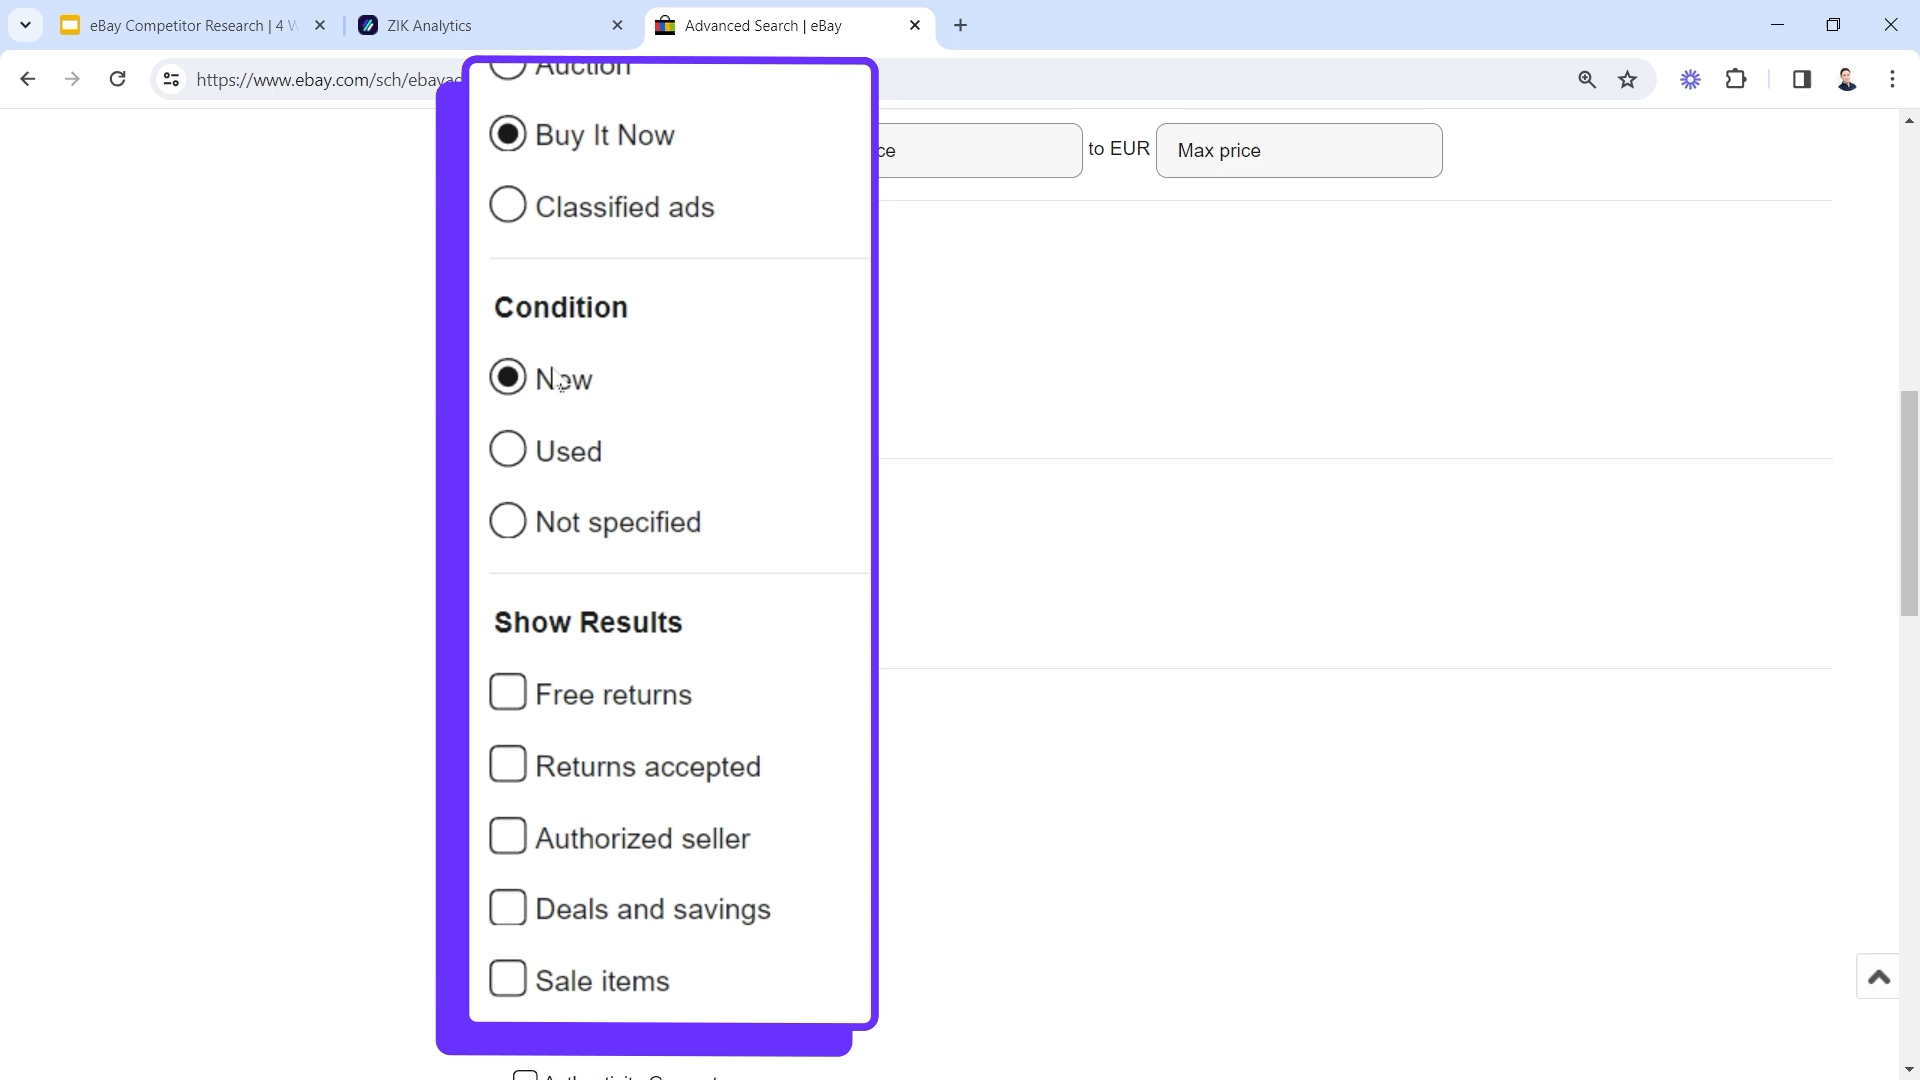 eBay Competitor Research | 4 W
ZIK Analytics
Advanced Search | eBay
https://www.ebay.com/sch/ebayad
Auction
Buy It Now
ce
to EUR
Max price
Classified ads
Condition
New
Used
Not specified
Show Results
Free returns
Returns accepted
Authorized seller
Deals and savings
Sale items